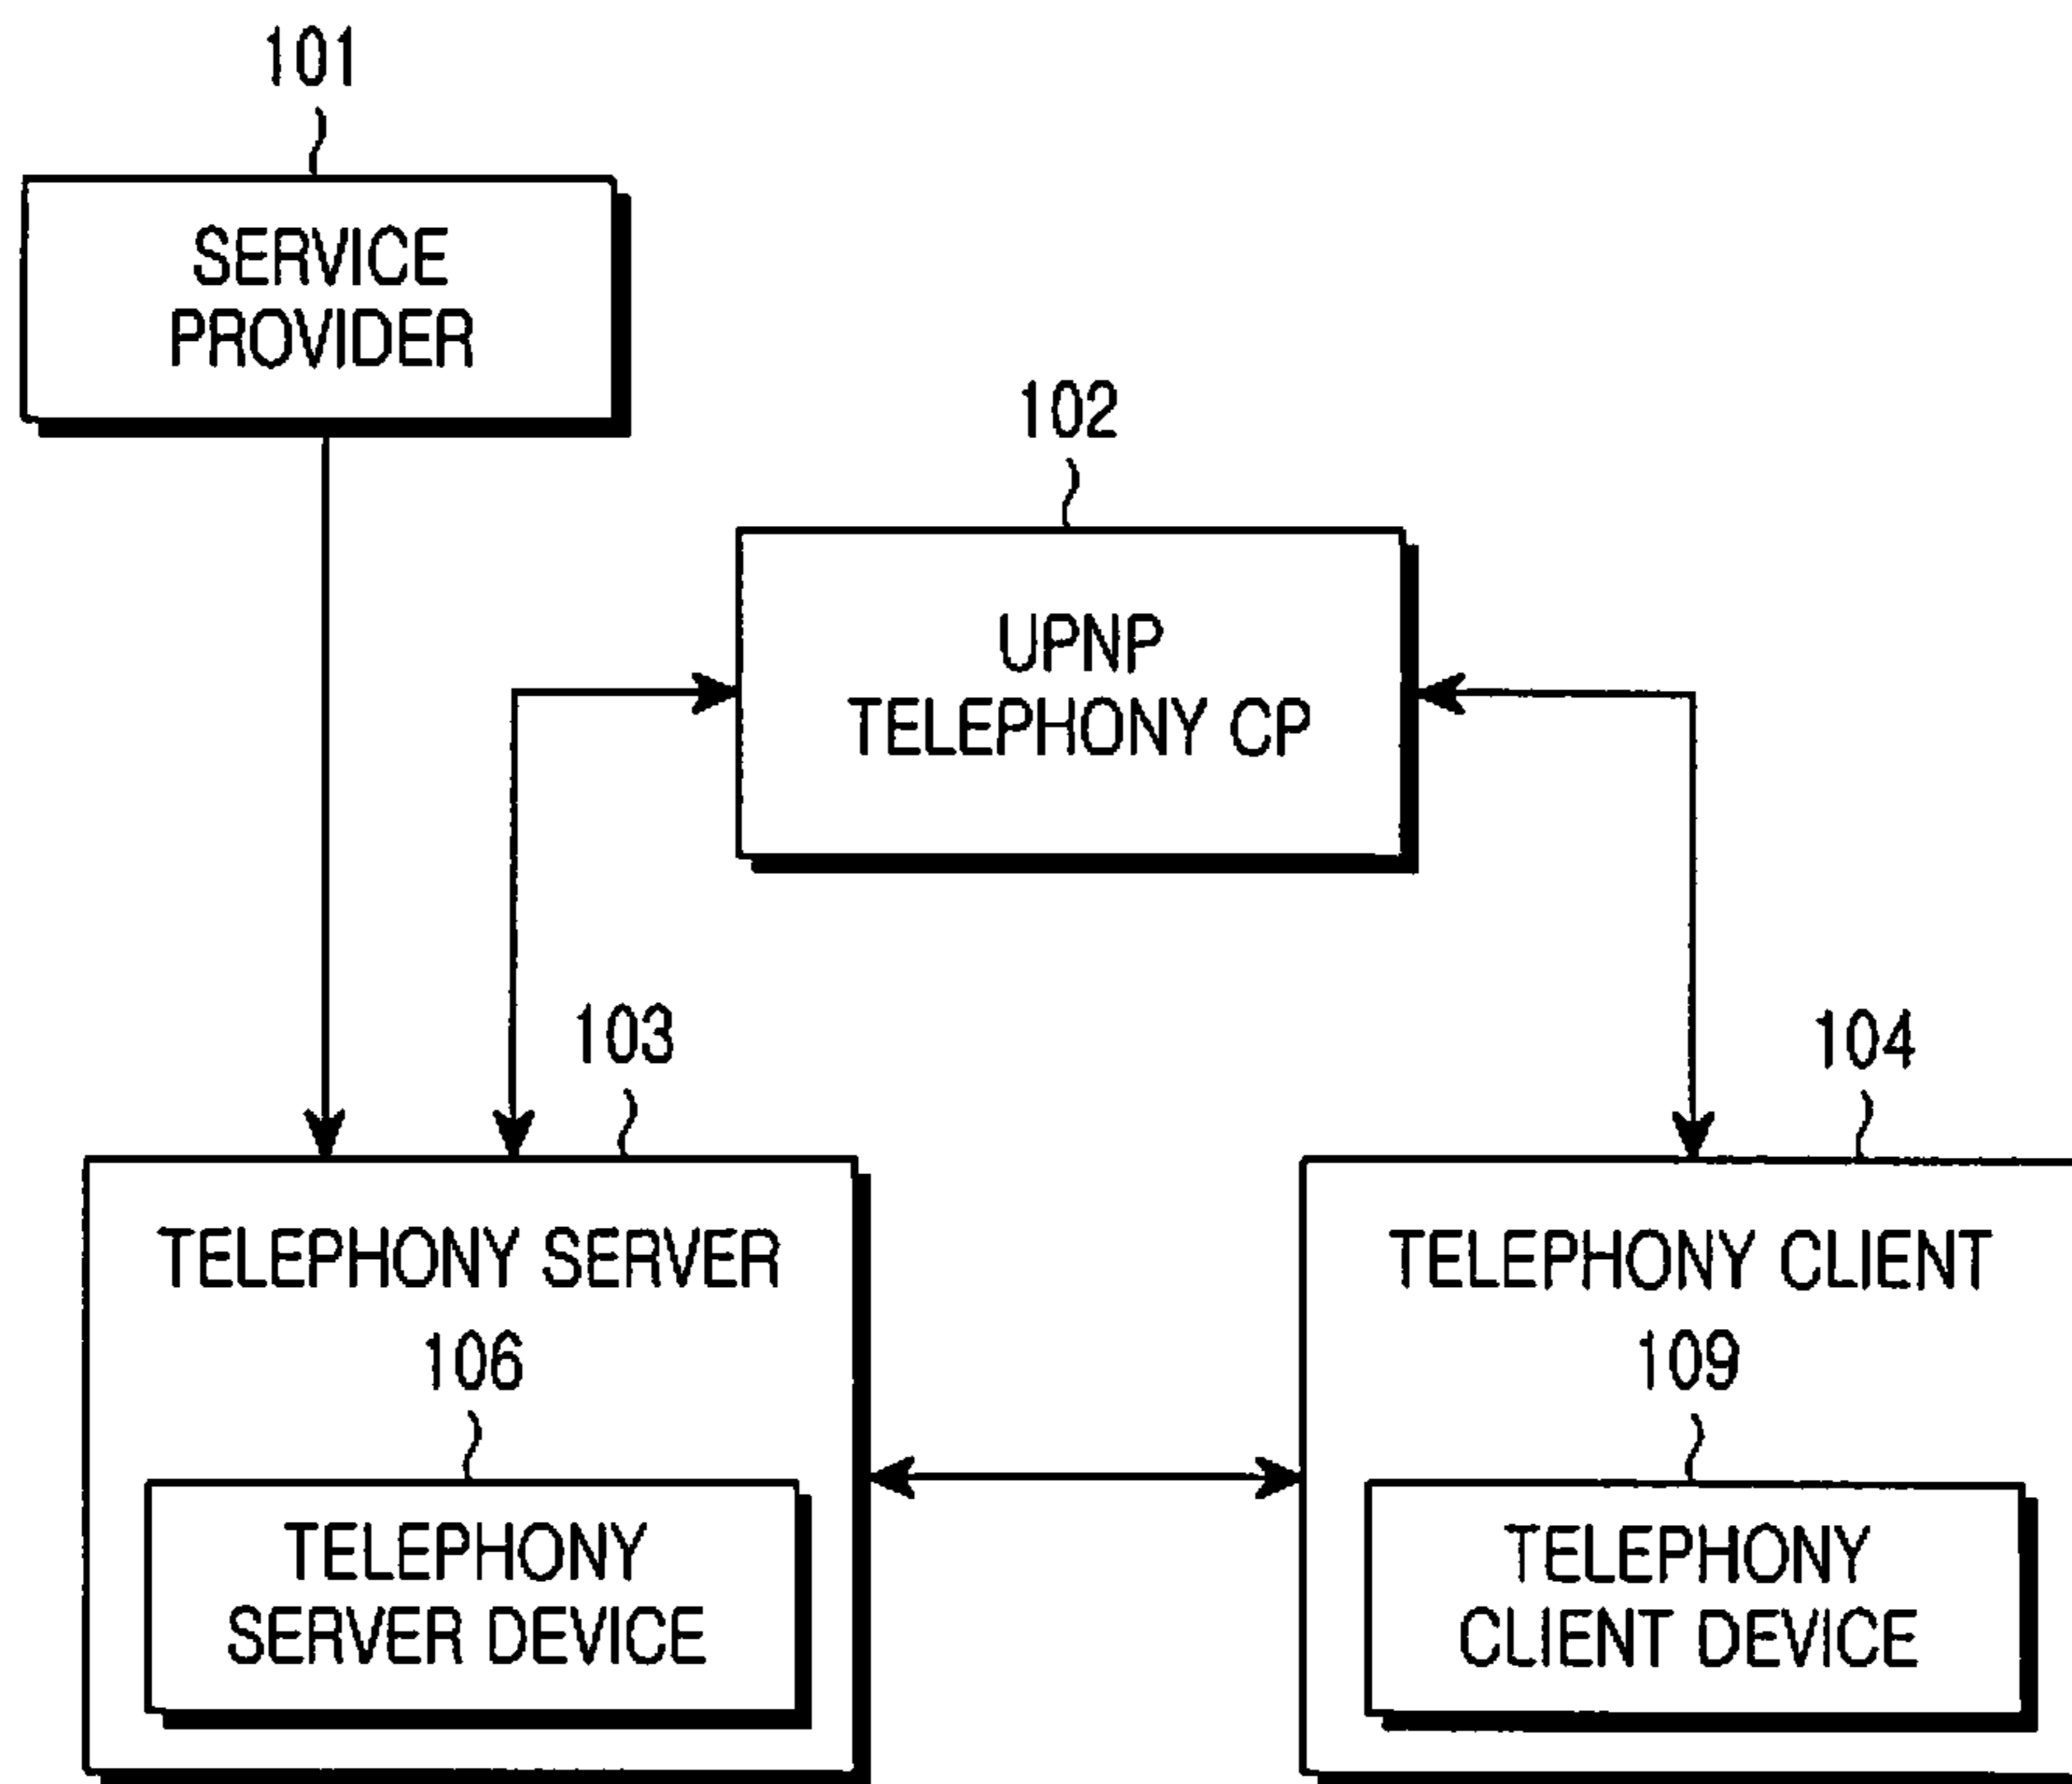 101
SERVICE
PROVIDER
102
UPNP
TELEPHONY CP
103
104
TELEPHONY SERVER
TELEPHONY CLIENT
106
109
TELEPHONY
SERVER DEVICE
TELEPHONY
CLIENT DEVICE